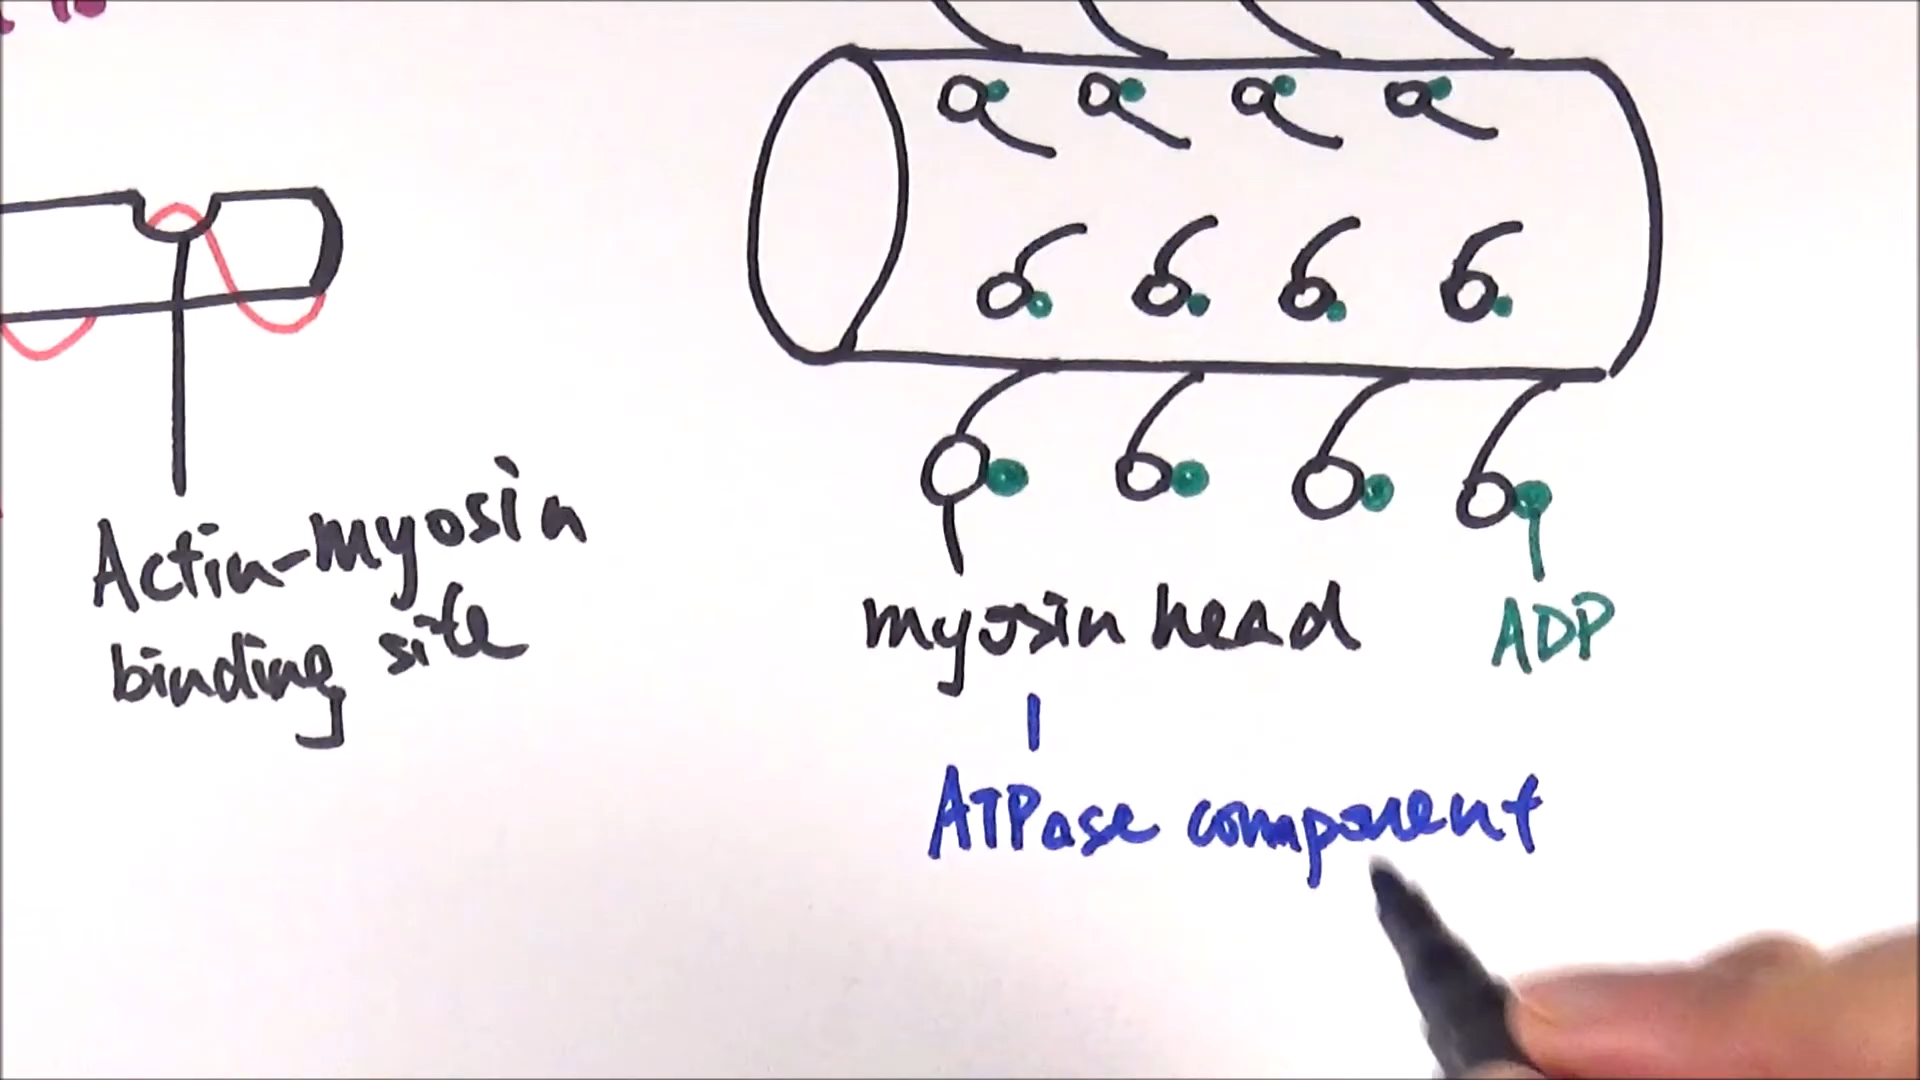 Actin-myosin
binding site
myosin head
ADP
ATPase component